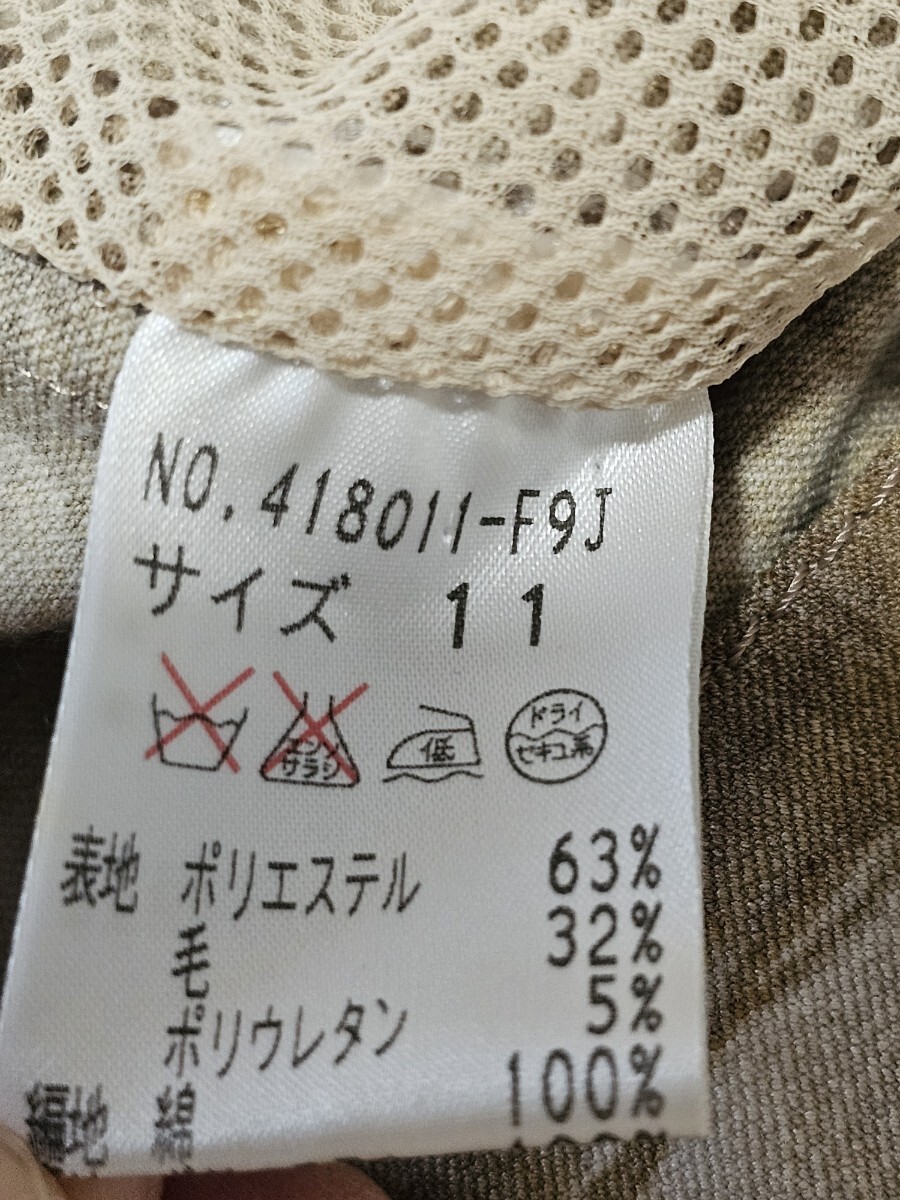 NO.418011-F9J
サイズ 11
エンソ
サラシ
低
ドライ
セキユ系
表地 ポリエステル 63%
毛 32%
ポリウレタン 5%
編地 綿 100%